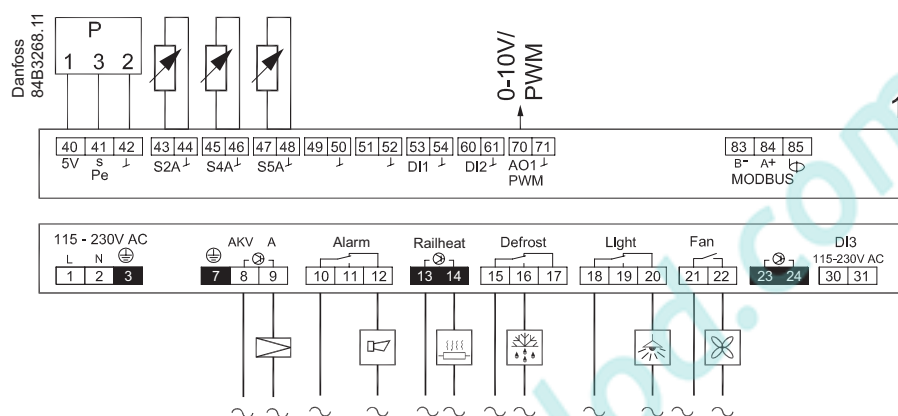 Danfoss
84B3268.11
P
1 3 2
0-10V/
PWM
1
40 41 42 43 44 45 46 47 48 49 50 51 52 53 54 60 61 70 71 83 84 85
5V s S2A S4A S5A DI1 DI2 AO1 B- A+
Pe PWM MODBUS
115 - 230V AC AKV A Alarm Railheat Defrost LIght Fan DI3
L N 115-230V AC
1 2 3 7 8 9 10 11 12 13 14 15 16 17 18 19 20 21 22 23 24 30 31
lod.com